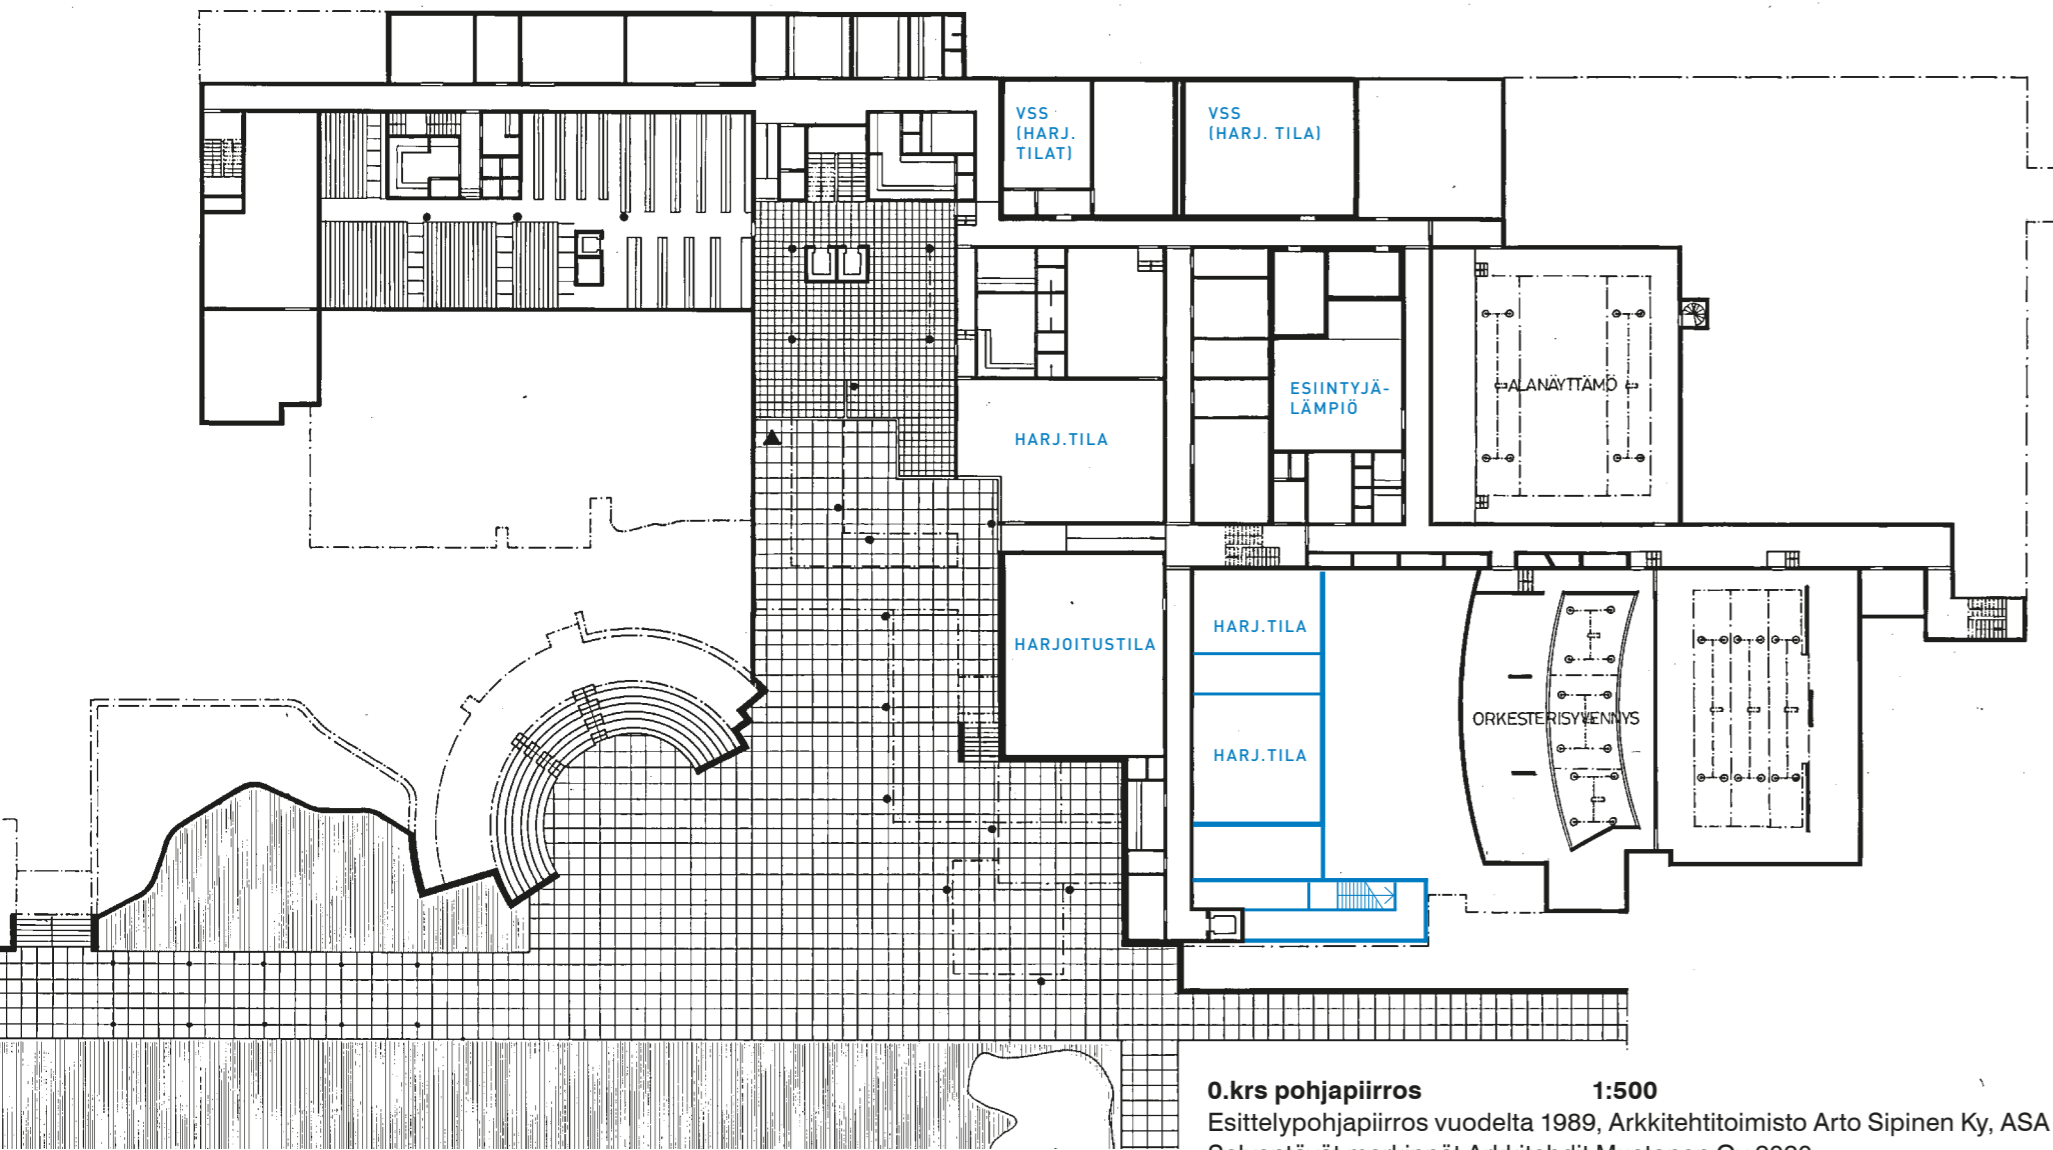 VSS
(HARJ.
TILAT)
VSS
(HARJ. TILA)
ESIINTYJÄ-
LÄMPIÖ
ALANÄYTTÄMÖ
HARJ.TILA
HARJ.TILA
HARJOITUSTILA
ORKESTERISYVENNYS
HARJ.TILA
0.krs pohjapiirros 1:500
Esittelypohjapiirros vuodelta 1989, Arkkitehtitoimisto Arto Sipinen Ky, ASA